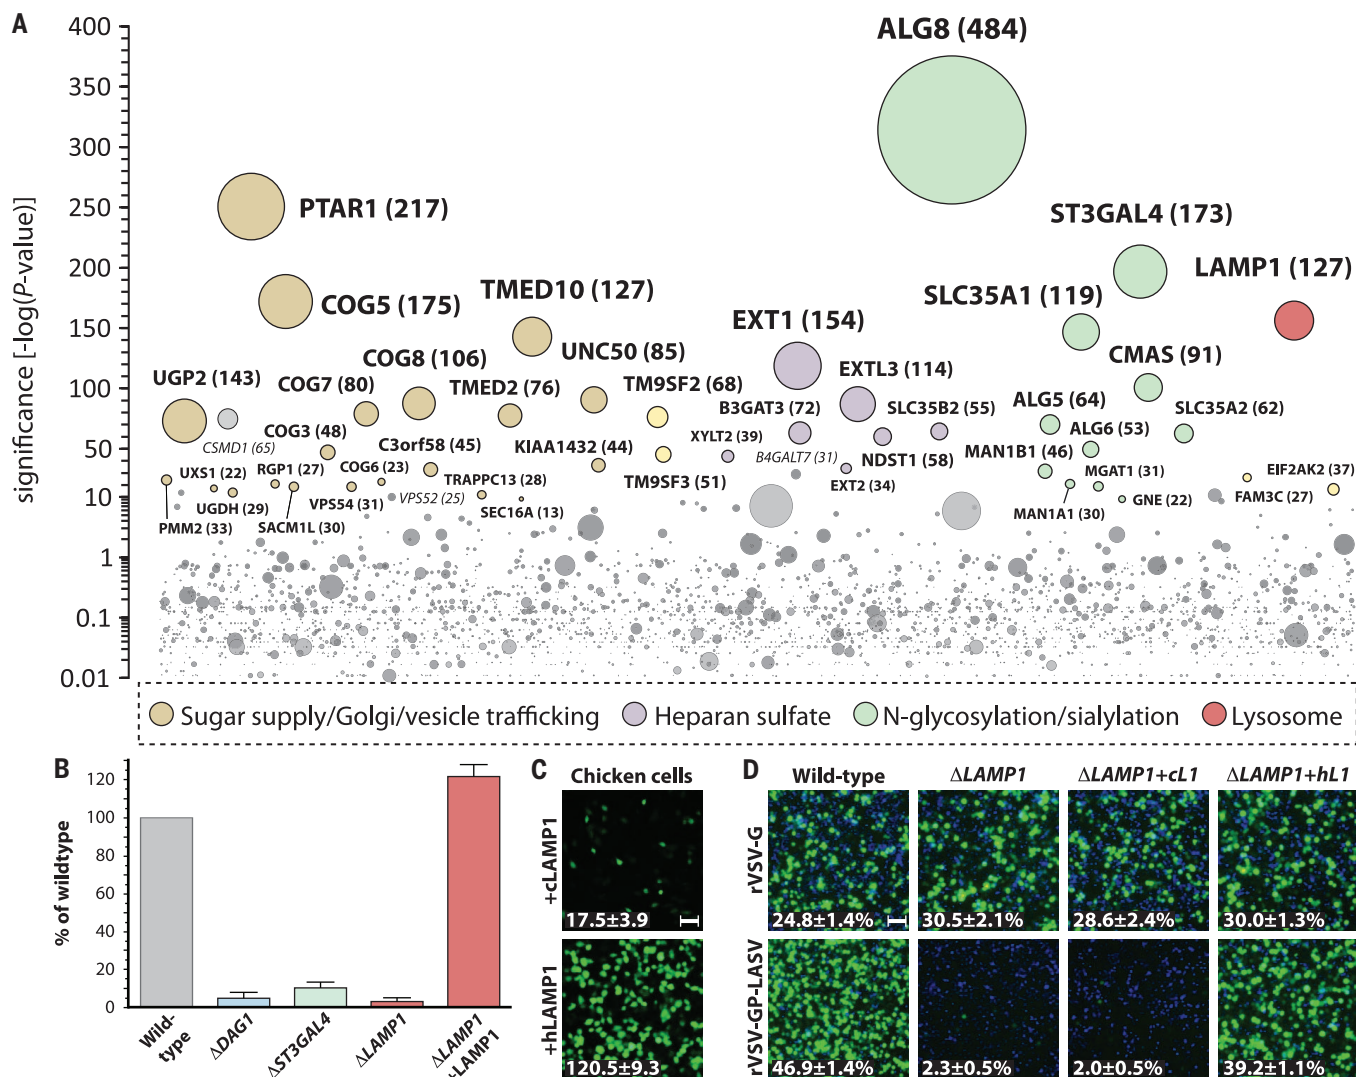 A
significance [-log(P-value)]
400
350
300
250
200
150
100
50
10
1
0.1
0.01
ALG8 (484)
PTAR1 (217)
ST3GAL4 (173)
LAMP1 (127)
COG5 (175)
TMED10 (127)
SLC35A1 (119)
EXT1 (154)
COG8 (106)
UNC50 (85)
CMAS (91)
UGP2 (143)
COG7 (80)
TMED2 (76)
TM9SF2 (68)
EXTL3 (114)
B3GAT3 (72)
SLC35B2 (55)
ALG5 (64)
SLC35A2 (62)
CSMD1 (65)
COG3 (48)
C3orf58 (45)
KIAA1432 (44)
XYLT2 (39)
ALG6 (53)
B4GALT7 (31)
NDST1 (58)
MAN1B1 (46)
UXS1 (22)
RGP1 (27)
COG6 (23)
TRAPPC13 (28)
TM9SF3 (51)
EXT2 (34)
MGAT1 (31)
EIF2AK2 (37)
UGDH (29)
VPS54 (31)
VPS52 (25)
SEC16A (13)
MAN1A1 (30)
GNE (22)
FAM3C (27)
PMM2 (33)
SACM1L (30)
Sugar supply/Golgi/vesicle trafficking
Heparan sulfate
N-glycosylation/sialylation
Lysosome
B
% of wildtype
120
100
80
60
40
20
0
Wild-
type
ΔDAG1
ΔST3GAL4
ΔLAMP1
ΔLAMP1
+LAMP1
C
Chicken cells
+cLAMP1
17.5±3.9
+hLAMP1
120.5±9.3
D
Wild-type
ΔLAMP1
ΔLAMP1+cL1
ΔLAMP1+hL1
rVSV-G
24.8±1.4%
30.5±2.1%
28.6±2.4%
30.0±1.3%
rVSV-GP-LASV
46.9±1.4%
2.3±0.5%
2.0±0.5%
39.2±1.1%